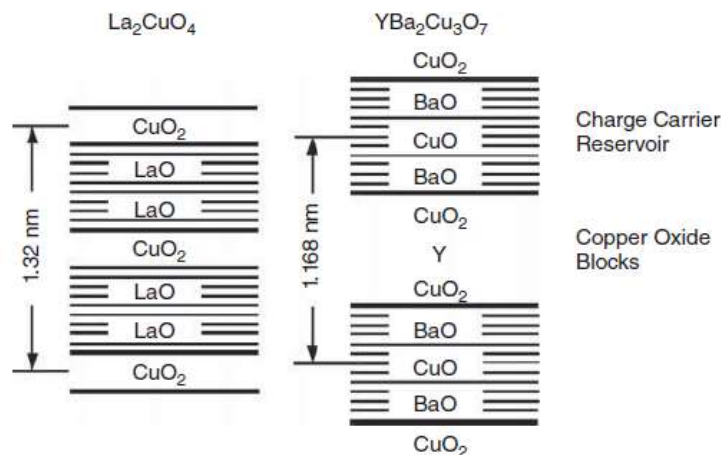 La₂CuO₄
CuO₂
LaO
LaO
CuO₂
LaO
LaO
CuO₂
1.32 nm
YBa₂Cu₃O₇
CuO₂
BaO
CuO
BaO
CuO₂
Y
CuO₂
BaO
CuO
BaO
CuO₂
1.168 nm
Charge Carrier
Reservoir
Copper Oxide
Blocks